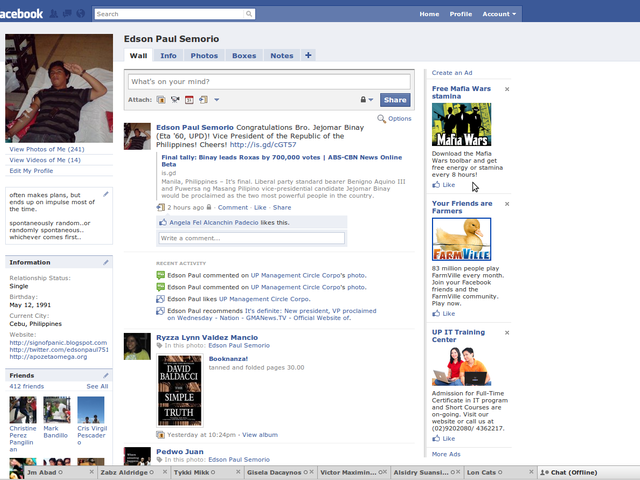 facebook
Search
Home Profile Account
Edson Paul Semorio
Wall Info Photos Boxes Notes +
What's on your mind?
Attach:
Share
Options
View Photos of Me (241)
View Videos of Me (14)
Edit My Profile
often makes plans, but
ends up on impulse most of
the time.
spontaneously random..or
randomly spontaneous..
whichever comes first..
Information
Relationship Status:
Single
Birthday:
May 12, 1991
Current City:
Cebu, Philippines
Website:
http://signofpanic.blogspot.com
http://twitter.com/edsonpaul751
http://apozetaomega.org
Friends
412 friends See All
Christine
Perez
Pangilin
an
Mark
Bandillo
Cris Virgil
Pescader
o
Edson Paul Semorio Congratulations Bro. Jejomar Binay
(Eta '60, UPD)! Vice President of the Republic of the
Philippines! Cheers! http://is.gd/cGTS7
Final tally: Binay leads Roxas by 700,000 votes | ABS-CBN News Online
Beta
is.gd
Manila, Philippines – It's final. Liberal party standard bearer Benigno Aquino III
and Puwersa ng Masang Pilipino vice-presidential candidate Jejomar Binay
would be proclaimed as the two most powerful people in the country.
2 hours ago · Comment · Like · Share
Angela Fei Alcanchin Padecio likes this.
Write a comment...
RECENT ACTIVITY
Edson Paul commented on UP Management Circle Corpo's photo.
Edson Paul commented on UP Management Circle Corpo's photo.
Edson Paul likes UP Management Circle Corpo.
Edson Paul recommends It's definite: New president, VP proclaimed
on Wednesday - Nation - GMANews.TV - Official Website of.
Ryzza Lynn Valdez Mancio
In this photo: Edson Paul Semorio
DAVID
BALDACCI
THE
SIMPLE
TRUTH
Booknanza!
tanned and folded pages 30.00
Yesterday at 10:24pm · View album
Pedwo Juan
In this photo: Edson Paul Semorio
Create an Ad
Free Mafia Wars
stamina
Mafia Wars
Download the Mafia
Wars toolbar and get
free energy or stamina
every 8 hours!
Like
Your Friends are
Farmers
FARMVILLE
83 million people play
FarmVille every month.
Join your Facebook
friends and the
FarmVille community.
Play now.
Like
UP IT Training
Center
Admission for Full-Time
Certificate in IT program
and Short Courses are
on-going. Visit our
website or call us at
(02)9202080/ 4362217.
Like
More Ads
Jm Abad
Zabz Aldridge
Tykki Mikk
Gisela Dacaynos
Victor Maximin...
Alsidry Suansi...
Lon Cats
Chat (Offline)